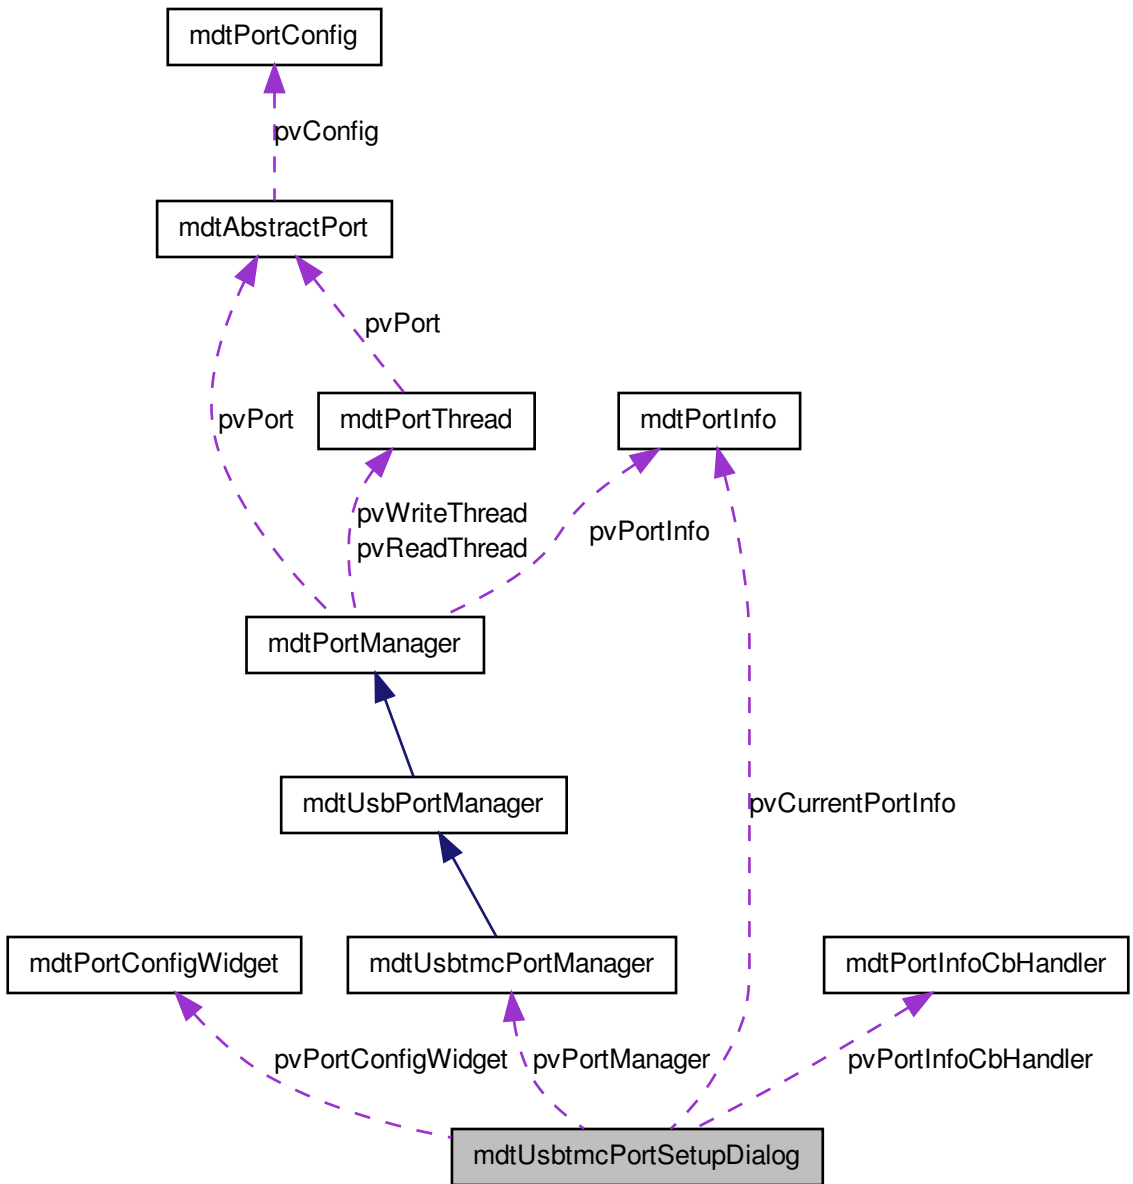 mdtPortConfig
pvConfig
mdtAbstractPort
pvPort
pvPort
mdtPortThread
mdtPortInfo
pvWriteThread
pvReadThread
pvPortInfo
mdtPortManager
mdtUsbPortManager
pvCurrentPortInfo
mdtPortConfigWidget
mdtUsbtmcPortManager
mdtPortInfoCbHandler
pvPortConfigWidget
pvPortManager
pvPortInfoCbHandler
mdtUsbtmcPortSetupDialog